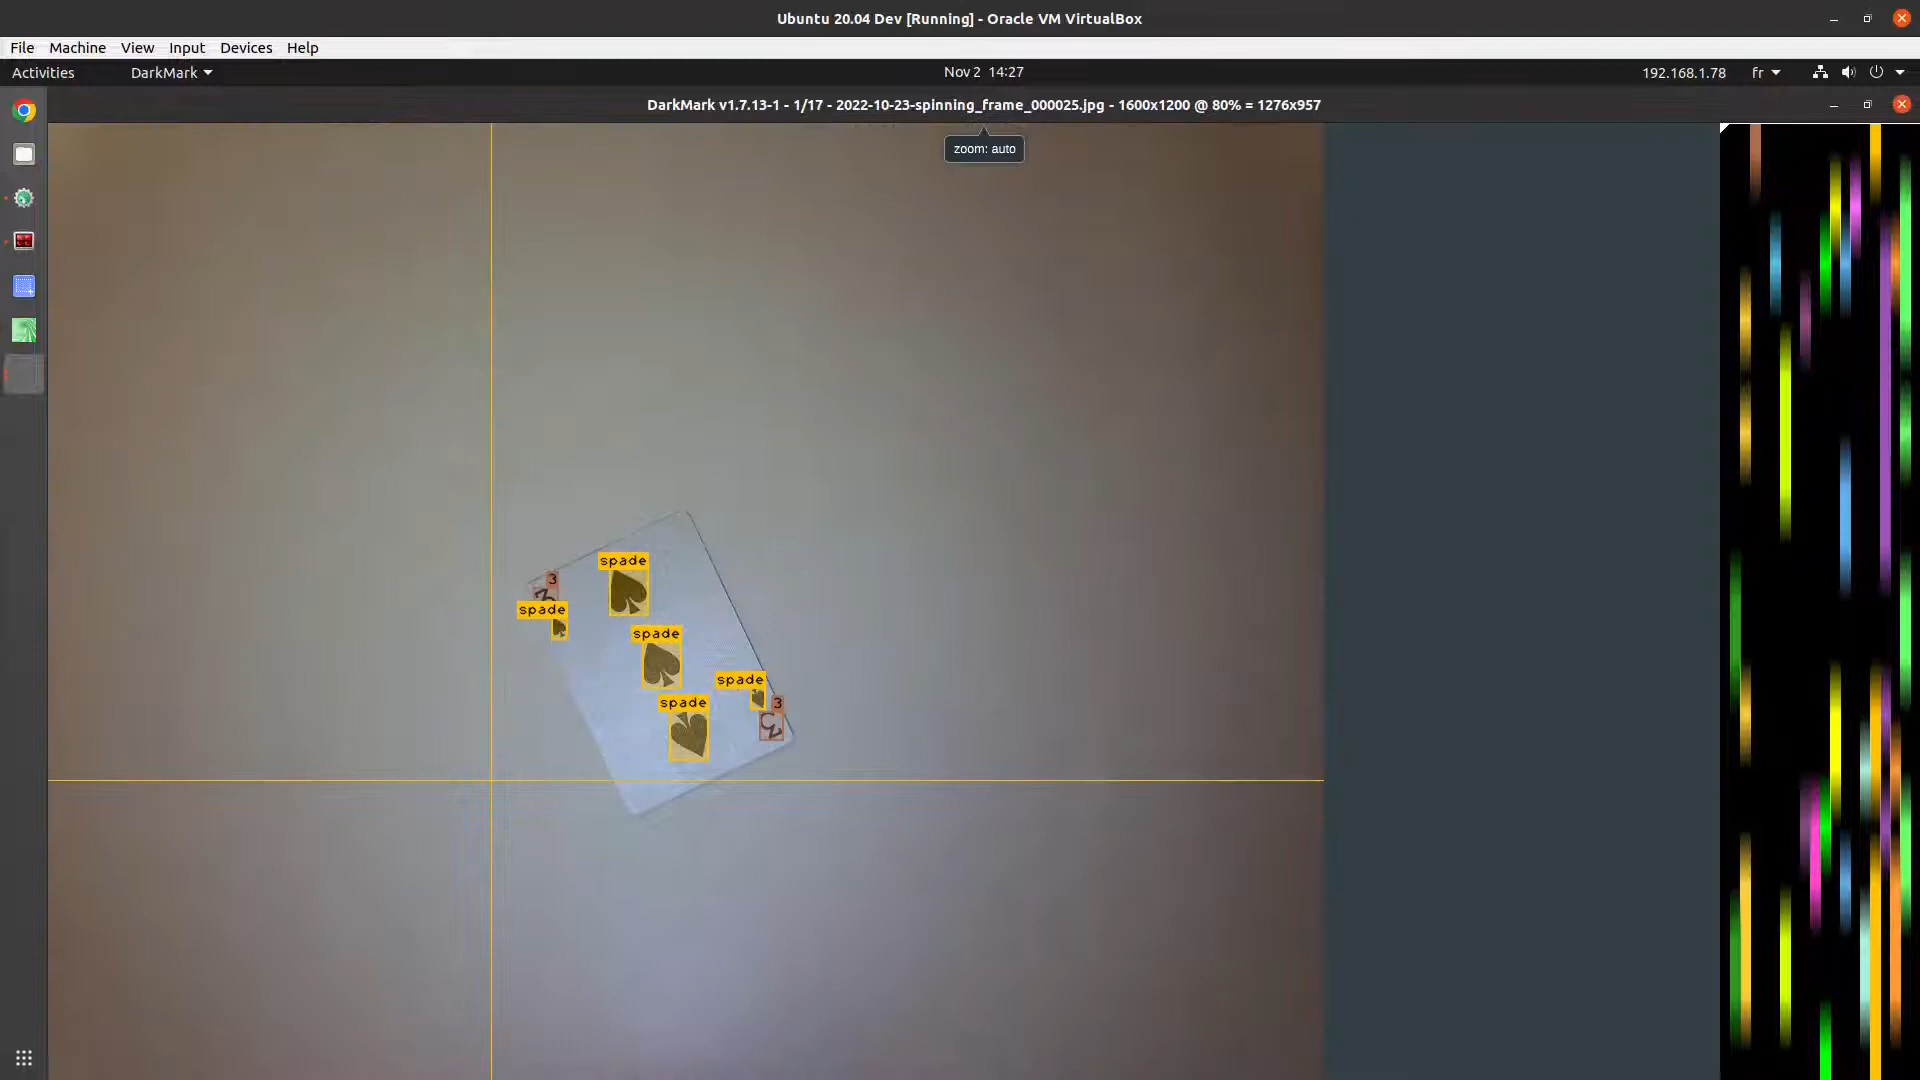 Ubuntu 20.04 Dev [Running] - Oracle VM VirtualBox
File Machine View Input Devices Help
Activities DarkMark Nov 2 14:27 192.168.1.78 fr
DarkMark v1.7.13-1 - 1/17 - 2022-10-23-spinning_frame_000025.jpg - 1600x1200 @ 80% = 1276x957
zoom: auto
spade
3
3
spade
spade
spade
spade
3
3